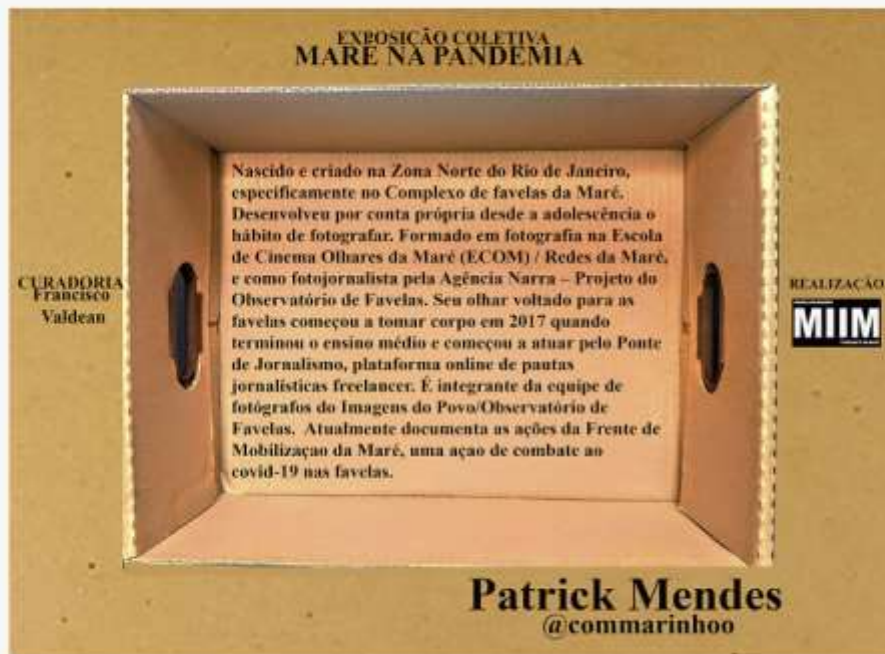 EXPOSIÇÃO COLETIVA
MARE NA PANDEMIA
Nascido e criado na Zona Norte do Rio de Janeiro,
especificamente no Complexo de favelas da Maré.
Desenvolveu por conta própria desde a adolescência o
hábito de fotografar. Formado em fotografia na Escola
de Cinema Olhares da Maré (ECOM) / Redes da Maré,
e como fotojornalista pela Agência Narra – Projeto do
Observatório de Favelas. Seu olhar voltado para as
favelas começou a tomar corpo em 2017 quando
terminou o ensino médio e começou a atuar pelo Ponte
de Jornalismo, plataforma online de pautas
jornalísticas freelancer. É integrante da equipe de
fotógrafos do Imagens do Povo/Observatório de
Favelas. Atualmente documenta as ações da Frente de
Mobilizaçao da Maré, uma açao de combate ao
covid-19 nas favelas.
CURADORIA
Francisco
Valdean
REALIZAÇÃO
MIIM
Patrick Mendes
@commarinhoo